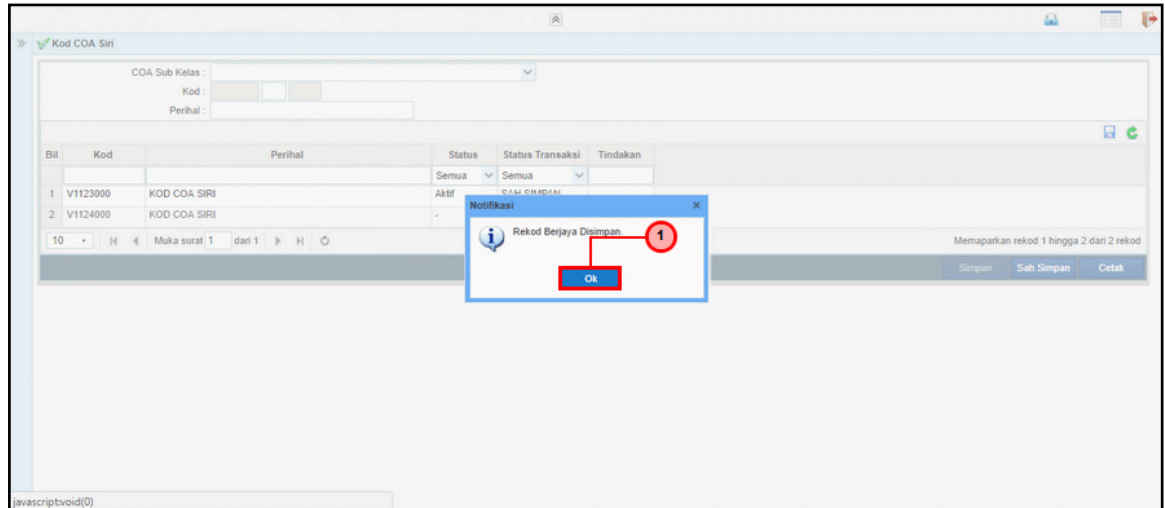 Kod COA Siri
COA Sub Kelas :
Kod :
Perihal :
Bil Kod Perihal Status Status Transaksi Tindakan
Semua Semua
1 V1123000 KOD COA SIRI Aktif SAH SIMPAN
2 V1124000 KOD COA SIRI -
Notifikasi x
Rekod Berjaya Disimpan.
1
Ok
10 Muka surat 1 dari 1 Memaparkan rekod 1 hingga 2 dari 2 rekod
Simpan Sah Simpan Cetak
javascript:void(0)